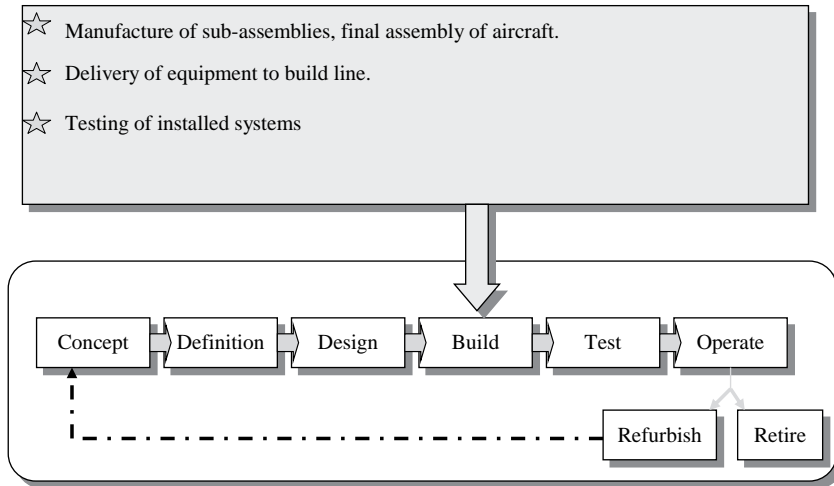 Manufacture of sub-assemblies, final assembly of aircraft.
Delivery of equipment to build line.
Testing of installed systems
Concept
Definition
Design
Build
Test
Operate
Refurbish
Retire